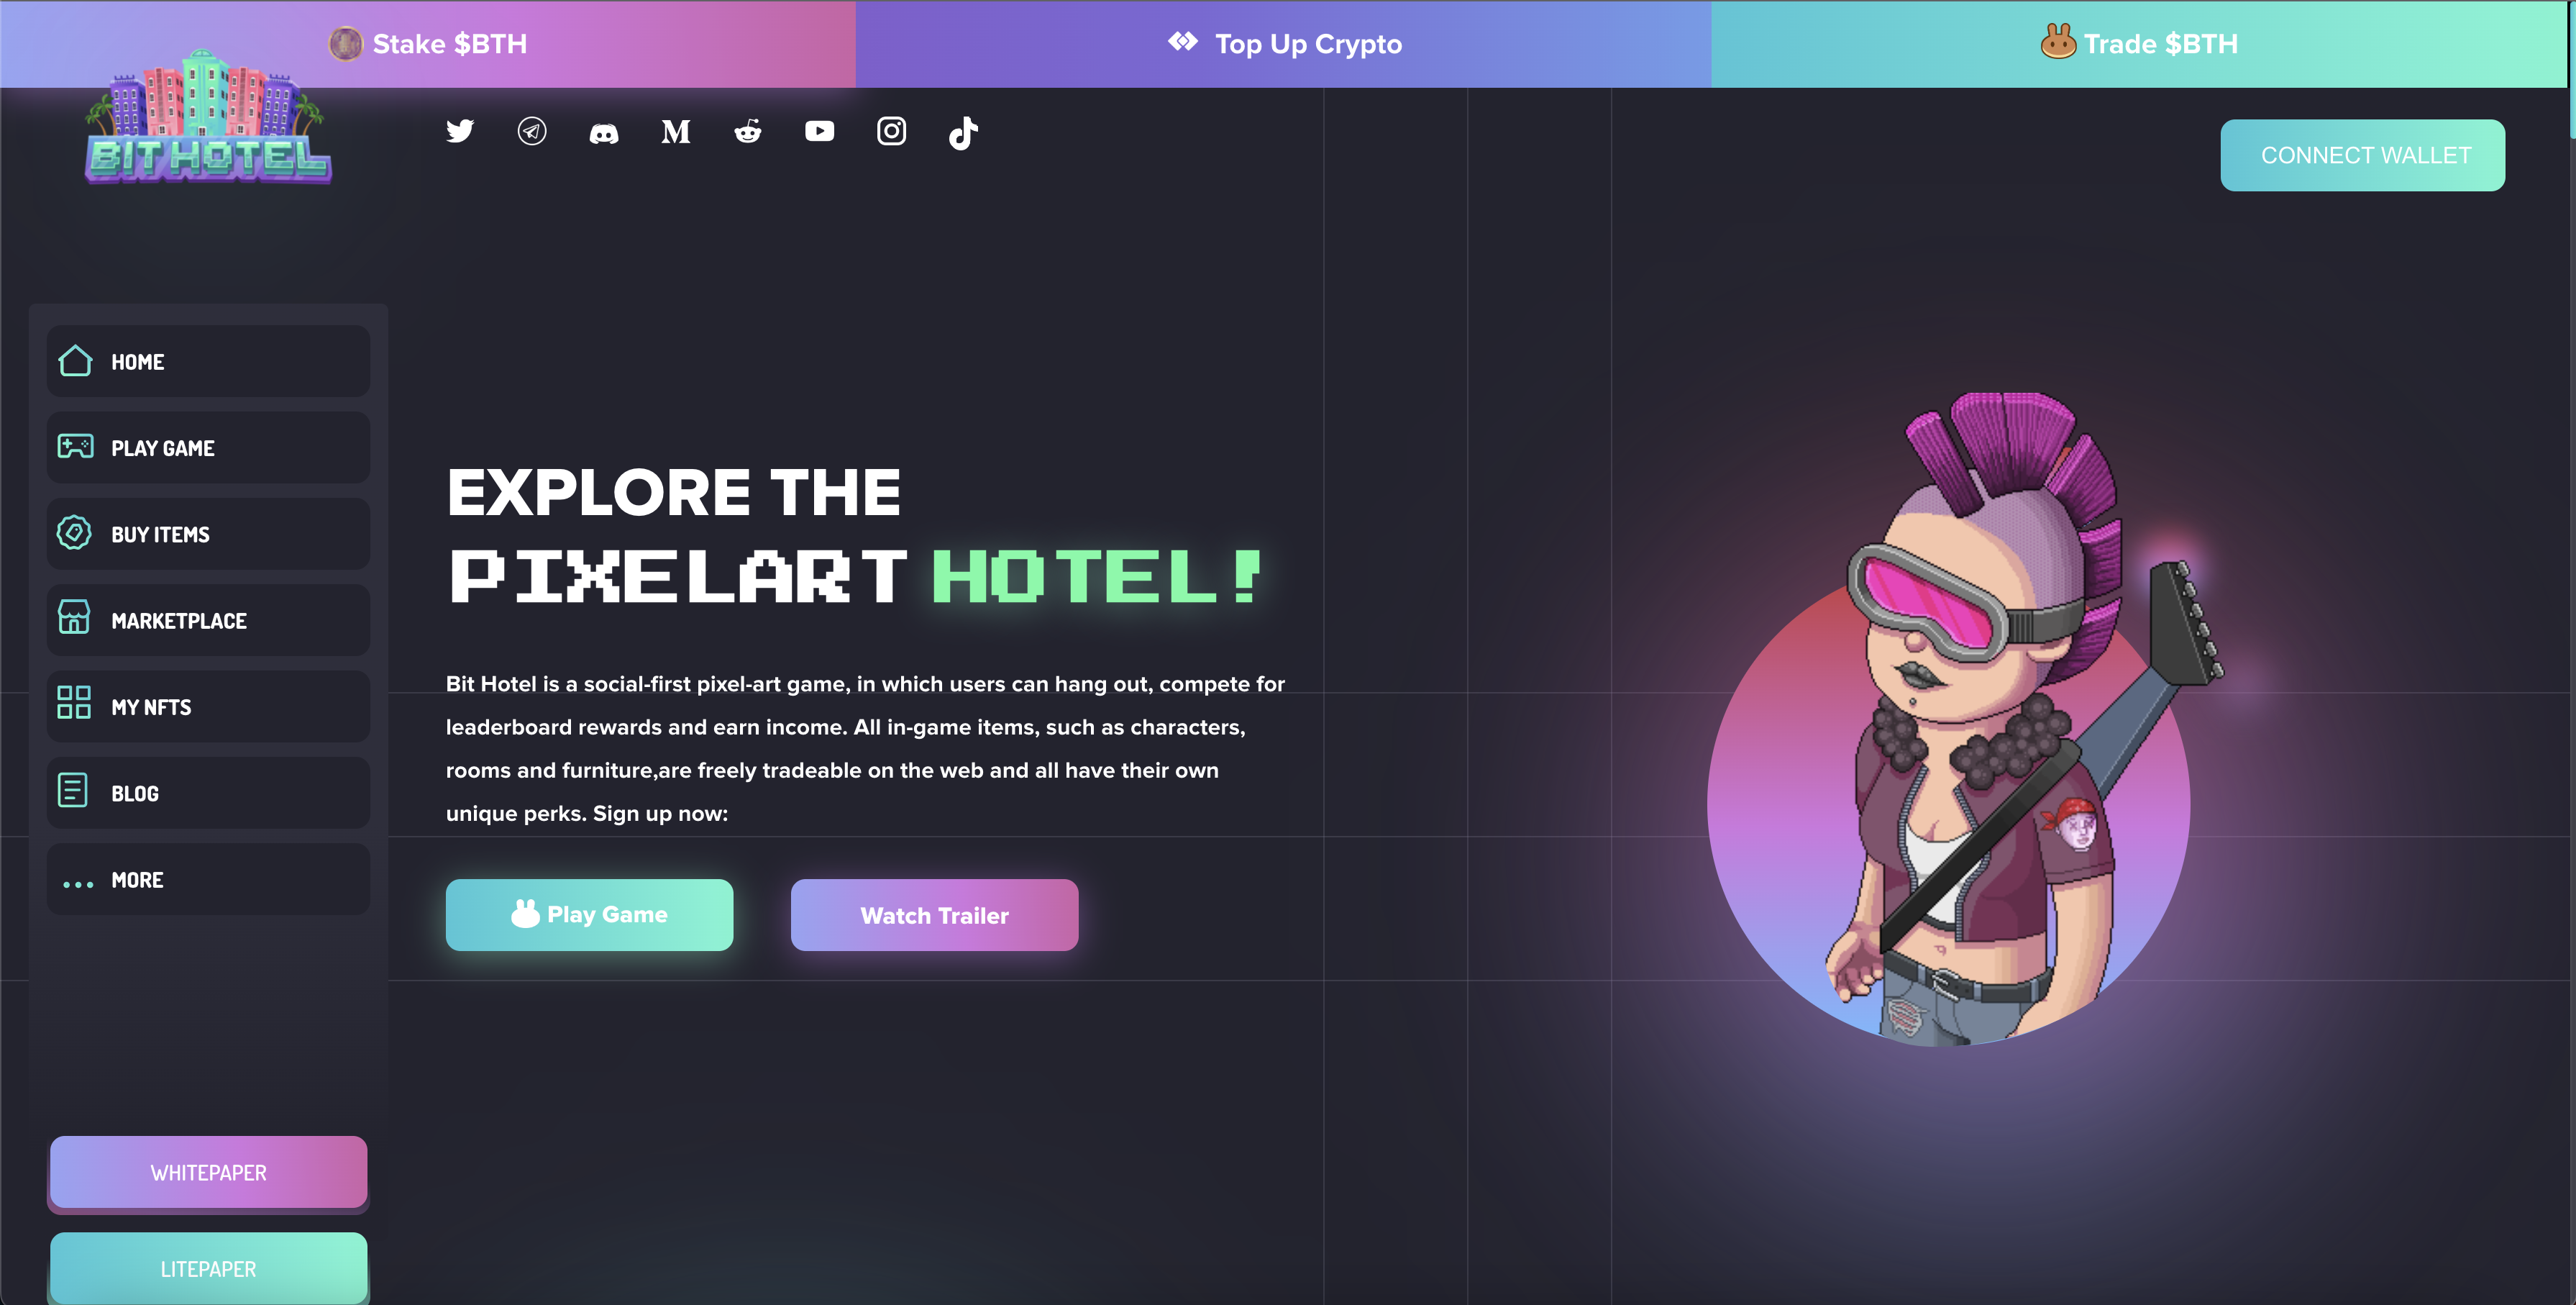 Stake $BTH
Top Up Crypto
Trade $BTH
BIT HOTEL
CONNECT WALLET
HOME
PLAY GAME
BUY ITEMS
MARKETPLACE
MY NFTS
BLOG
MORE
WHITEPAPER
LITEPAPER
EXPLORE THE
PIXELART HOTEL!
Bit Hotel is a social-first pixel-art game, in which users can hang out, compete for
leaderboard rewards and earn income. All in-game items, such as characters,
rooms and furniture,are freely tradeable on the web and all have their own
unique perks. Sign up now:
Play Game
Watch Trailer